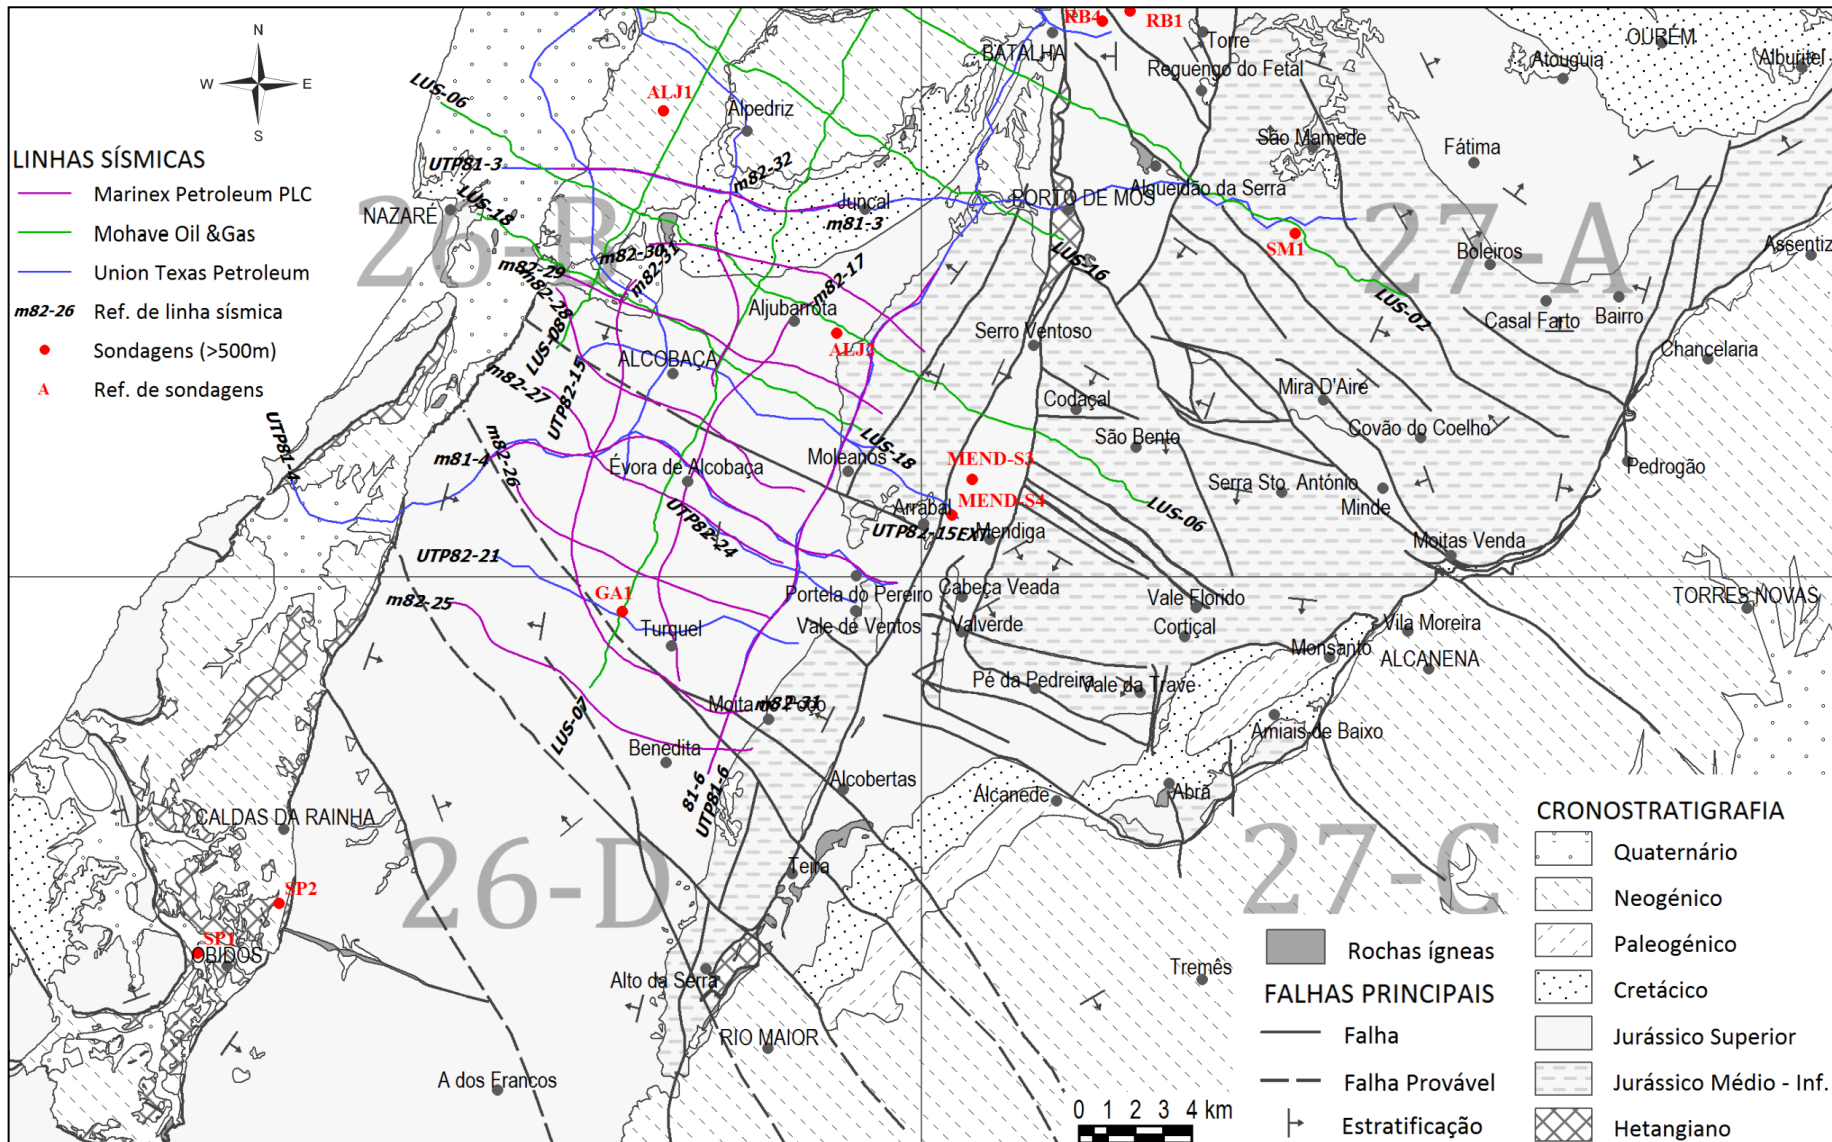 N
W
E
S
LINHAS SÍSMICAS
Marinex Petroleum PLC
Mohave Oil &Gas
Union Texas Petroleum
m82-26
Ref. de linha sísmica
Sondagens (>500m)
A
Ref. de sondagens
26-B
27-A
26-D
27-C
RB4
RB1
BATALHA
Torre
Reguengo do Fetal
OURÉM
Atouguia
LUS-06
ALJ1
Alpedriz
São Mamede
Fátima
UTP81-3
m82-32
LUS-18
NAZARÉ
Juncal
m81-3
Alqueidão da Serra
PORTO DE MÓS
SM1
Boleiros
Assentiz
m82-30
m82-31
m82-29
m82-28
m82-17
LUS-16
LUS-02
Casal Farto
Bairro
Aljubarrota
LUS-08
ALJ2
Serro Ventoso
Chancelaria
ALCOBAÇA
m82-27
UTP82-15
Codaçal
Mira D'Aire
Covão do Coelho
São Bento
LUS-18
UTP81-4
m81-4
m82-26
Évora de Alcobaça
Moleanos
MEND-S3
Serra Sto. António
Minde
Pedrogão
MEND-S4
Arrabal
UTP82-24
UTP82-15EXT
Mendiga
LUS-06
Moitas Venda
UTP82-21
m82-25
GA1
Portela do Pereiro
Cabeça Veada
Vale Florido
TORRES NOVAS
Turquel
Vale de Ventos
Valverde
Cortiçal
Vila Moreira
Monsanto
ALCANENA
Pé da Pedreira
Vale da Trave
m82-31
LUS-07
Amiais de Baixo
Benedita
81-6
UTP81-6
Alcobertas
Alcanede
Abrã
CALDAS DA RAINHA
Teira
SP2
SP1
ÓBIDOS
Alto da Serra
Tremês
RIO MAIOR
A dos Francos
CRONOSTRATIGRAFIA
Quaternário
Neogénico
Paleogénico
Cretácico
Jurássico Superior
Jurássico Médio - Inf.
Hetangiano
Rochas ígneas
FALHAS PRINCIPAIS
Falha
Falha Provável
Estratificação
0 1 2 4 km